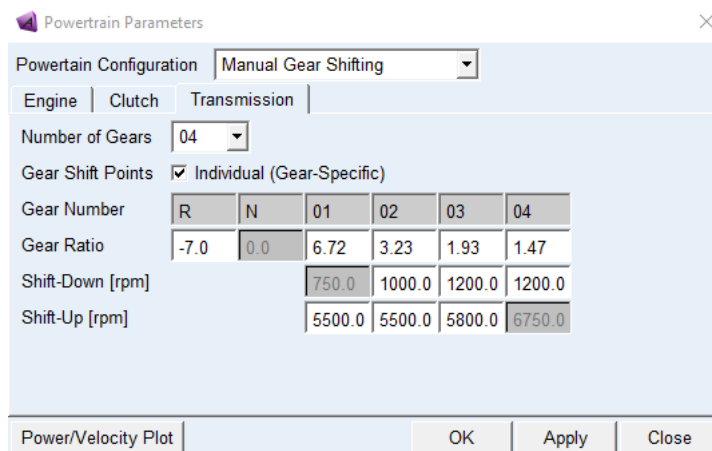 Powertrain Parameters
Powertain Configuration Manual Gear Shifting
Engine Clutch Transmission
Number of Gears 04
Gear Shift Points Individual (Gear-Specific)
Gear Number R N 01 02 03 04
Gear Ratio -7.0 0.0 6.72 3.23 1.93 1.47
Shift-Down [rpm] 750.0 1000.0 1200.0 1200.0
Shift-Up [rpm] 5500.0 5500.0 5800.0 6750.0
Power/Velocity Plot OK Apply Close